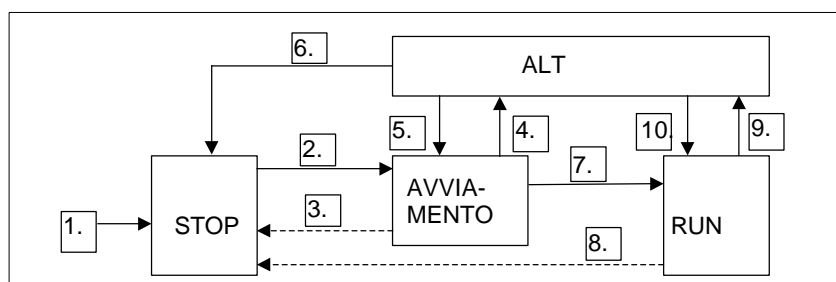 6.
ALT
5.
4.
10.
9.
2.
7.
AVVIA-
MENTO
1.
STOP
3.
RUN
8.